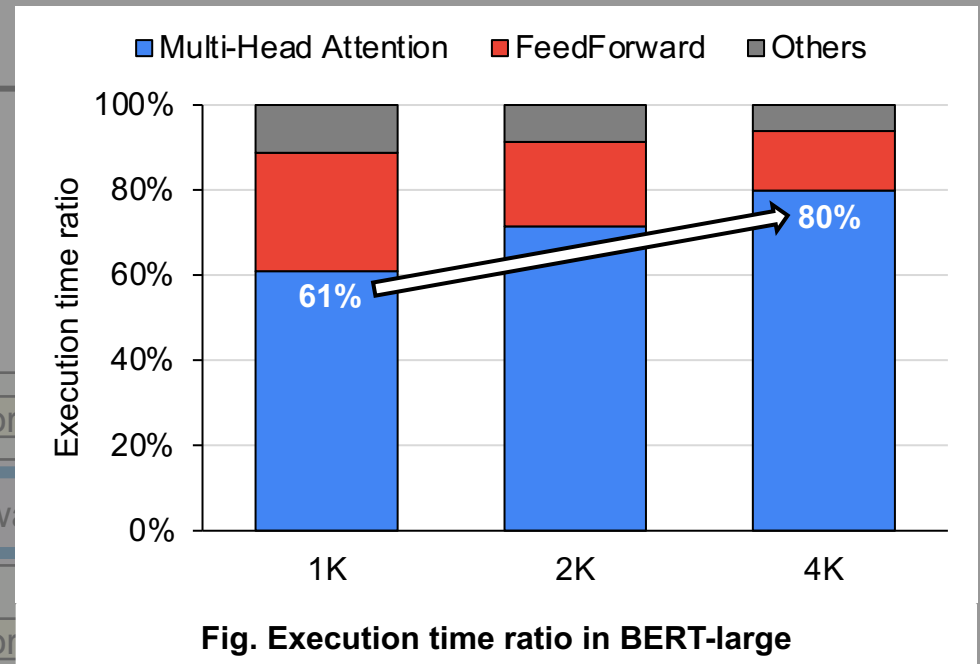 Multi-Head Attention FeedForward Others
100%
80%
60%
40%
20%
0%
Execution time ratio
61%
80%
1K 2K 4K
Fig. Execution time ratio in BERT-large